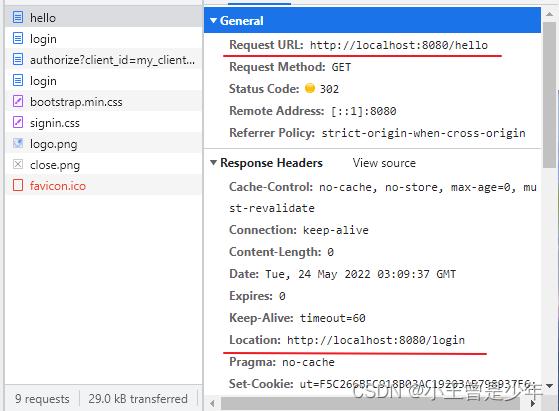 hello
login
authorize?client_id=my_client...
login
bootstrap.min.css
signin.css
logo.png
close.png
favicon.ico
9 requests
29.0 kB transferred
General
Request URL: http://localhost:8080/hello
Request Method: GET
Status Code: 302
Remote Address: [::1]:8080
Referrer Policy: strict-origin-when-cross-origin
Response Headers View source
Cache-Control: no-cache, no-store, max-age=0, mu
st-revalidate
Connection: keep-alive
Content-Length: 0
Date: Tue, 24 May 2022 03:09:37 GMT
Expires: 0
Keep-Alive: timeout=60
Location: http://localhost:8080/login
Pragma: no-cache
Set-Cookie:
CSDN @小王曾是少年